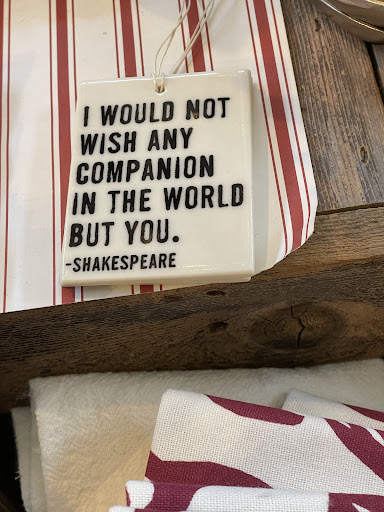 I WOULD NOT
WISH ANY
COMPANION
IN THE WORLD
BUT YOU.
-SHAKESPEARE